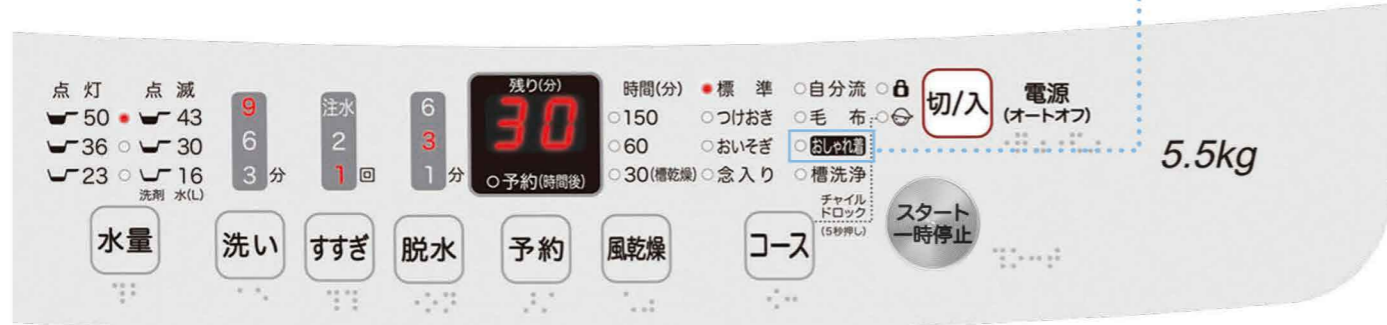 点 灯 点 滅
50 43
36 30
23 16
洗剤 水(L)
水量
9
6
3 分
洗い
注水
2
1 回
すすぎ
6
3
1 分
脱水
残り(分)
30
予約(時間後)
予約
時間(分)
150
60
30(槽乾燥)
風乾燥
標 準
つけおき
おいそぎ
念入り
自分流
毛 布
おしゃれ着
槽洗浄
チャイル
ドロック
(5秒押し)
コース
切/入
電源
(オートオフ)
スタート
一時停止
5.5kg